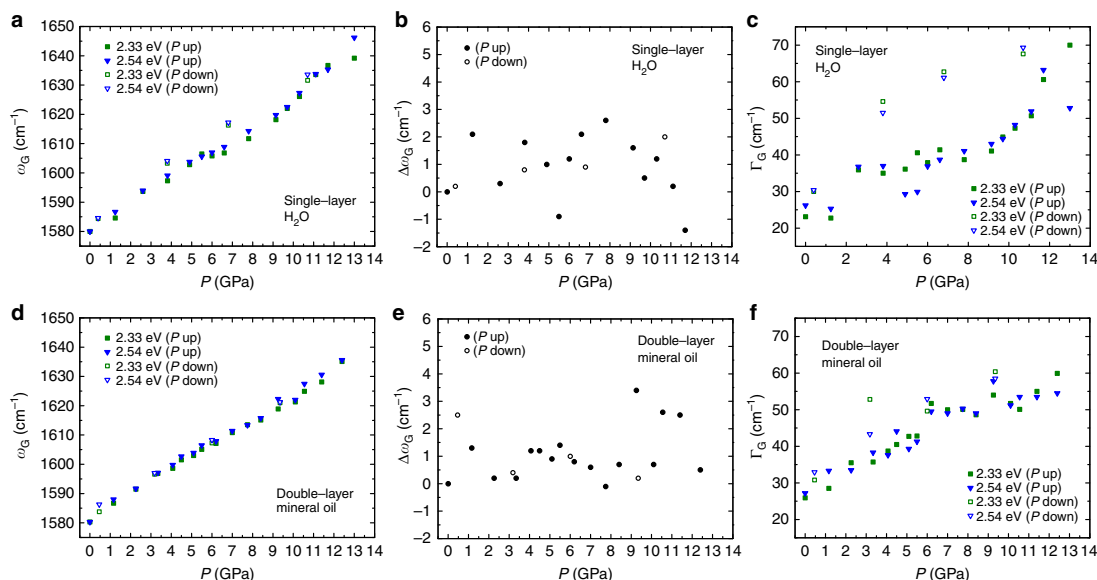 a
1650
1640
1630
1620
1610
1600
1590
1580
ω_G (cm⁻¹)
2.33 eV (P up)
2.54 eV (P up)
2.33 eV (P down)
2.54 eV (P down)
Single–layer
H₂O
0 1 2 3 4 5 6 7 8 9 10 11 12 13 14
P (GPa)
b
6
5
4
3
2
1
0
−1
−2
Δω_G (cm⁻¹)
(P up)
(P down)
Single–layer
H₂O
0 1 2 3 4 5 6 7 8 9 10 11 12 13 14
P (GPa)
c
70
60
50
40
30
20
Γ_G (cm⁻¹)
Single–layer
H₂O
2.33 eV (P up)
2.54 eV (P up)
2.33 eV (P down)
2.54 eV (P down)
0 1 2 3 4 5 6 7 8 9 10 11 12 13 14
P (GPa)
d
1650
1640
1630
1620
1610
1600
1590
1580
ω_G (cm⁻¹)
2.33 eV (P up)
2.54 eV (P up)
2.33 eV (P down)
2.54 eV (P down)
Double–layer
mineral oil
0 1 2 3 4 5 6 7 8 9 10 11 12 13 14
P (GPa)
e
6
5
4
3
2
1
0
−1
−2
Δω_G (cm⁻¹)
(P up)
(P down)
Double–layer
mineral oil
0 1 2 3 4 5 6 7 8 9 10 11 12 13 14
P (GPa)
f
70
60
50
40
30
20
Γ_G (cm⁻¹)
Double–layer
mineral oil
2.33 eV (P up)
2.54 eV (P up)
2.33 eV (P down)
2.54 eV (P down)
0 1 2 3 4 5 6 7 8 9 10 11 12 13 14
P (GPa)